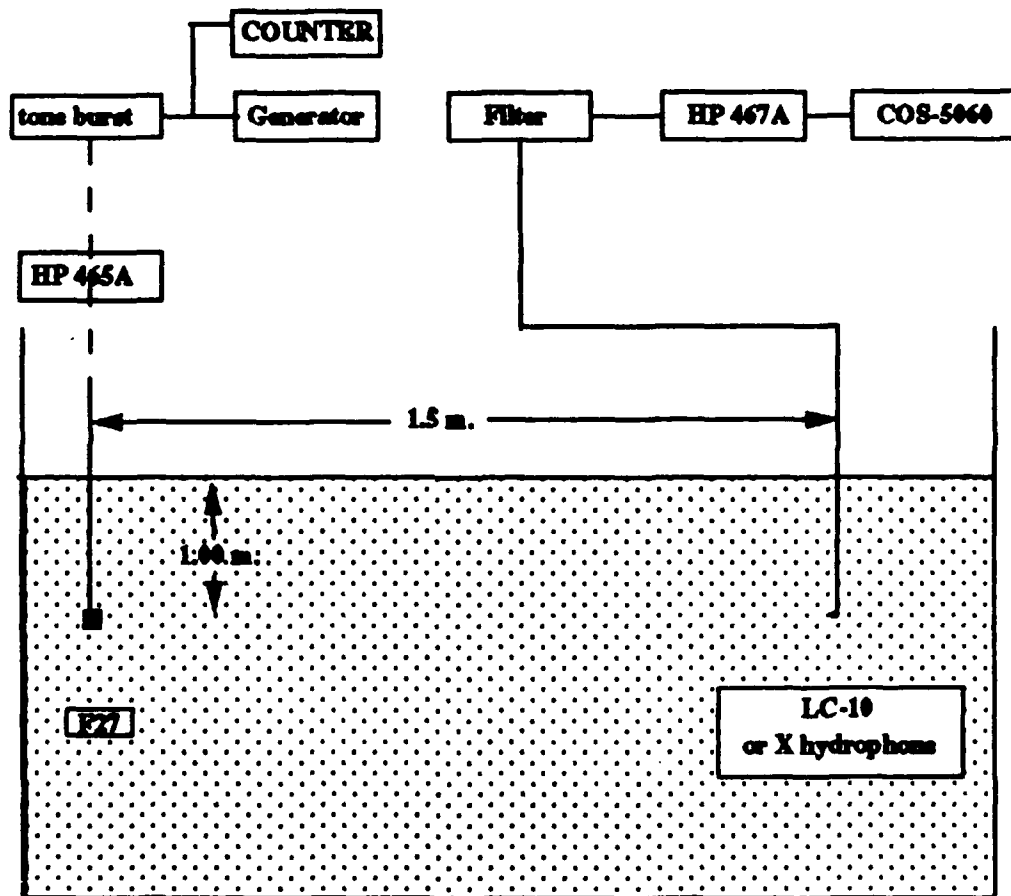 COUNTER
tone burst
Generator
Filter
HP 467A
COS-5060
HP 465A
1.5 m.
1.00 m.
F27
LC-10
or X hydrophone